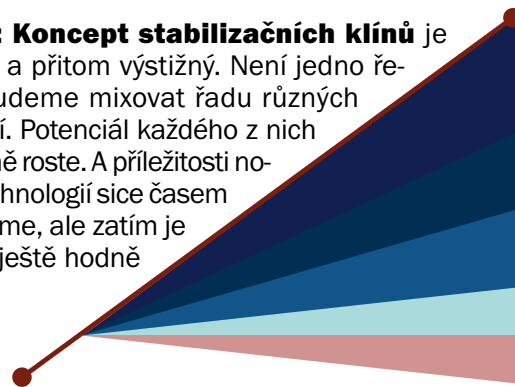 : Koncept stabilizačních klínů je
a přitom výstižný. Není jedno ře-
udeme mixovat řadu různých
í. Potenciál každého z nich
ně roste. A příležitosti no-
chnologií sice časem
me, ale zatím je
ještě hodně